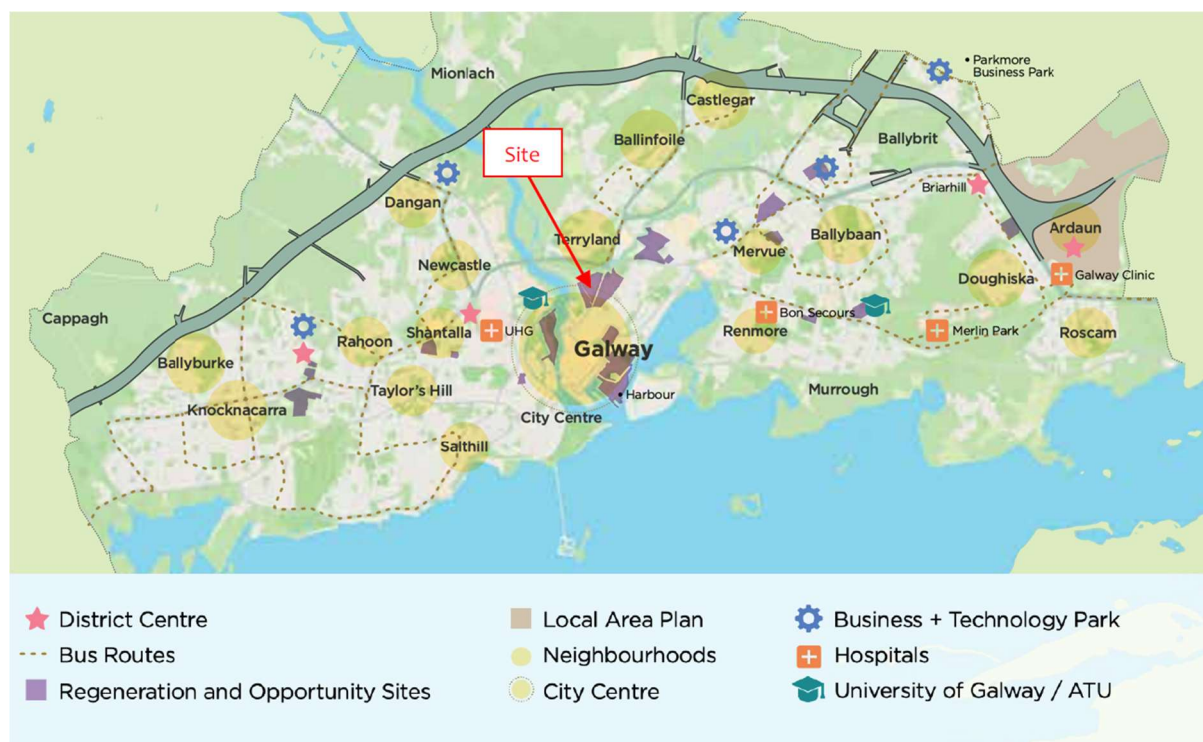 Mionlach
Parkmore
Business Park
Castlegar
Ballinfoile
Ballybrit
Site
Briarhill
Dangan
Ardaun
Terryland
Mervue
Ballybaan
Newcastle
Doughiska
Galway Clinic
Cappagh
Shantalla
UHG
Bon Secours
Rahoon
Renmore
Merlin Park
Roscam
Galway
Ballyburke
Taylor's Hill
Murrough
Harbour
Knocknacarra
City Centre
Salthill
District Centre
Bus Routes
Regeneration and Opportunity Sites
Local Area Plan
Neighbourhoods
City Centre
Business + Technology Park
Hospitals
University of Galway / ATU